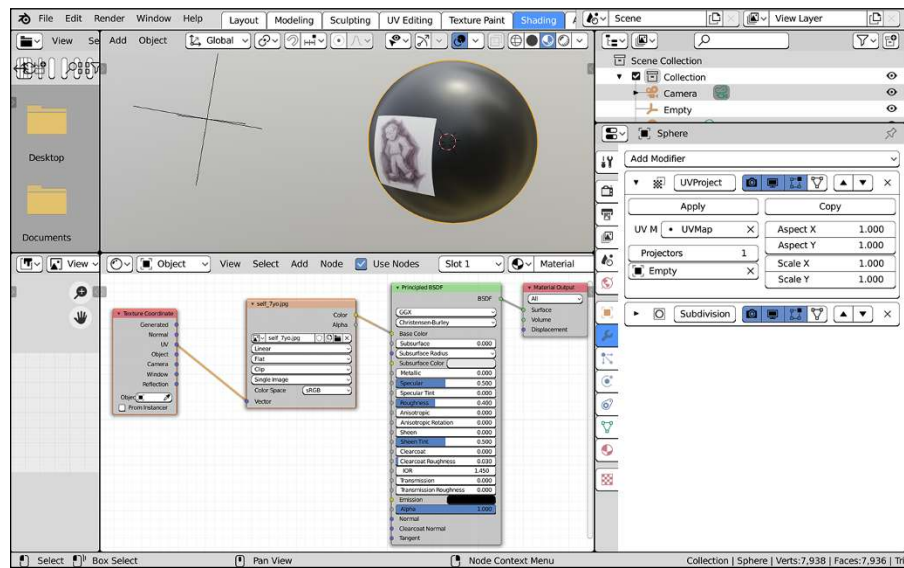 File Edit Render Window Help Layout Modeling Sculpting UV Editing Texture Paint Shading Scene View Layer
View Se Add Object Global
Desktop
Documents
Scene Collection
Collection
Camera
Empty
Sphere
Add Modifier
UVProject
Apply Copy
UV M UVMap Aspect X 1.000
Aspect Y 1.000
Projectors 1
Scale X 1.000
Empty
Scale Y 1.000
Subdivision
View Object View Select Add Node Use Nodes Slot 1 Material
Texture Coordinate
Generated
Normal
UV
Object
Camera
Window
Reflection
Objec
From Instancer
self_7yo.jpg
Color
Alpha
self_7yo.jpg
Linear
Flat
Clip
Single Image
Color Space sRGB
Vector
Principled BSDF
BSDF
GGX
Christensen-Burley
Base Color
Subsurface 0.000
Subsurface Radius
Subsurface Color
Metallic 0.000
Specular 0.500
Specular Tint 0.000
Roughness 0.400
Anisotropic 0.000
Anisotropic Rotation 0.000
Sheen 0.000
Sheen Tint 0.500
Clearcoat 0.000
Clearcoat Roughness 0.030
IOR 1.450
Transmission 0.000
Transmission Roughness 0.000
Emission
Alpha 1.000
Normal
Clearcoat Normal
Tangent
Material Output
All
Surface
Volume
Displacement
Select Box Select Pan View Node Context Menu Collection | Sphere | Verts:7,938 | Faces:7,936 | Tri